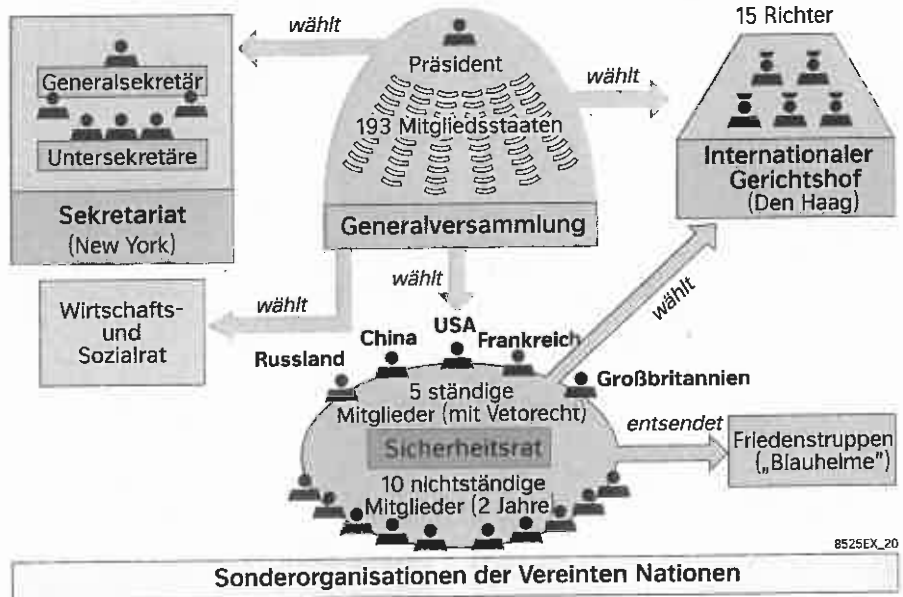 wählt
15 Richter
Generalsekretär
Untersekretäre
Sekretariat
(New York)
Präsident
193 Mitgliedsstaaten
Generalversammlung
wählt
Internationaler
Gerichtshof
(Den Haag)
Wirtschafts-
und
Sozialrat
wählt
wählt
wählt
Russland
China
USA
Frankreich
Großbritannien
5 ständige
Mitglieder (mit Vetorecht)
Sicherheitsrat
10 nichtständige
Mitglieder (2 Jahre)
entsendet
Friedenstruppen
(„Blauhelme")
8525EX_20
Sonderorganisationen der Vereinten Nationen